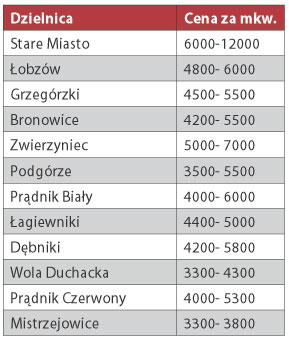 Dzielnica Cena za mkw.
Stare Miasto 6000-12000
Łobzów 4800- 6000
Grzegórzki 4500- 5500
Bronowice 4200- 5500
Zwierzyniec 5000- 7000
Podgórze 3500- 5500
Prądnik Biały 4000- 6000
Łagiewniki 4400- 5000
Dębniki 4200- 5800
Wola Duchacka 3300- 4300
Prądnik Czerwony 4000- 5300
Mistrzejowice 3300- 3800